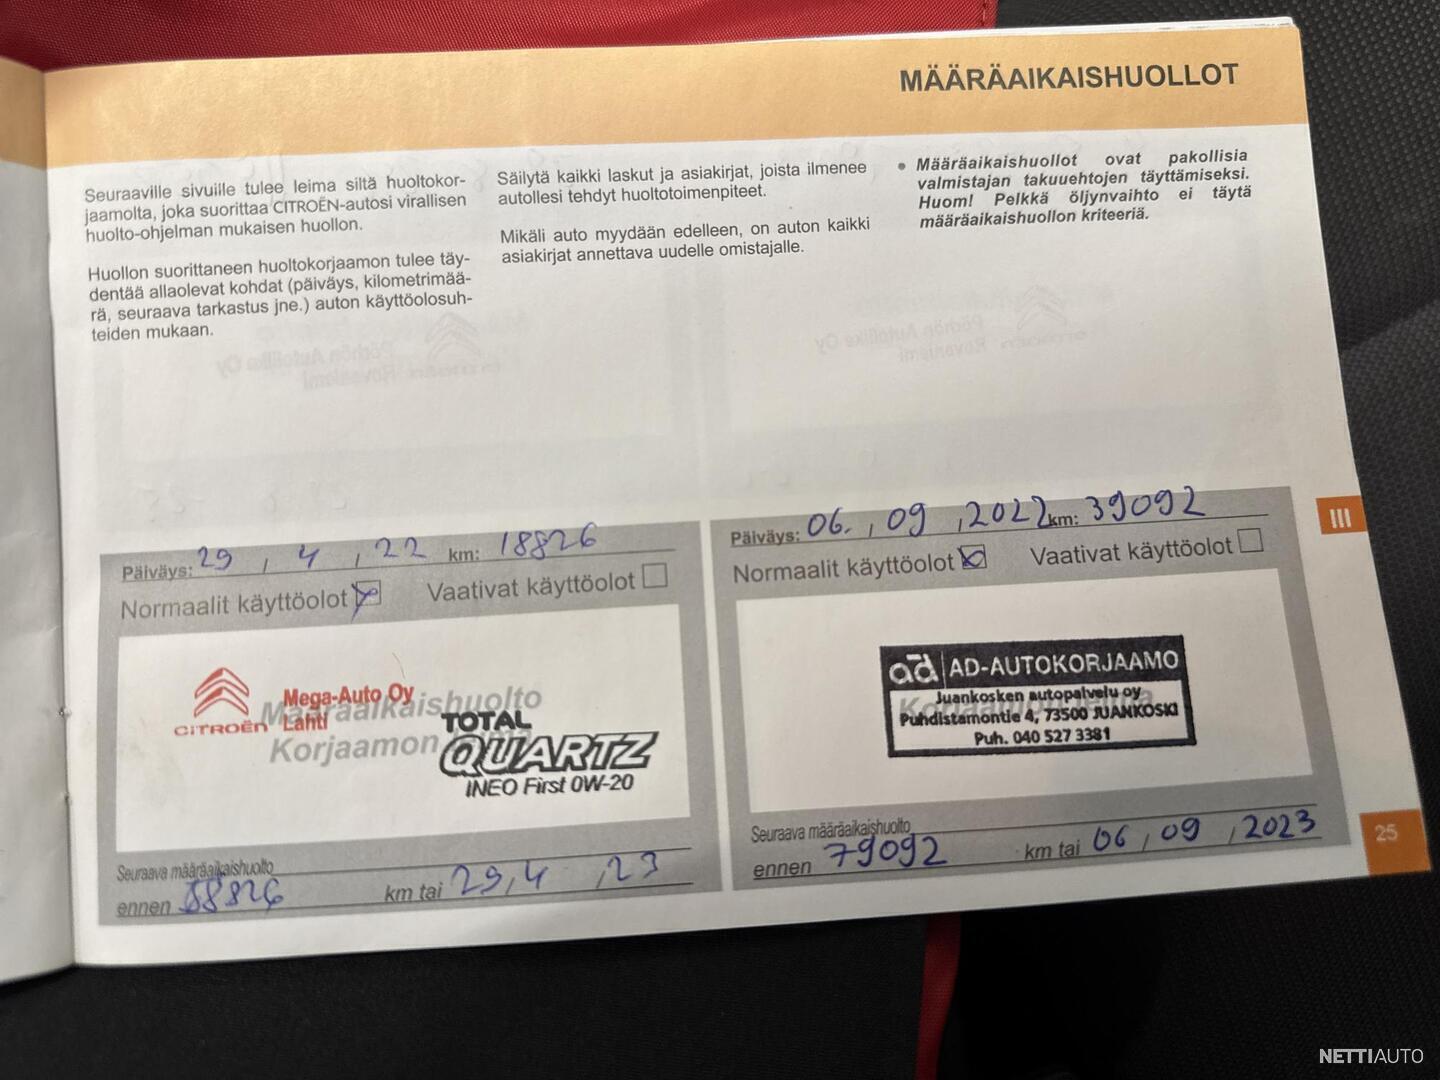 MÄÄRÄAIKAISHUOLLOT
Seuraaville sivuille tulee leima siltä huoltokor-
jaamolta, joka suorittaa CITROËN-autosi virallisen
huolto-ohjelman mukaisen huollon.
Huollon suorittaneen huoltokorjaamon tulee täy-
dentää allaolevat kohdat (päiväys, kilometrimää-
rä, seuraava tarkastus jne.) auton käyttöolosuh-
teiden mukaan.
Säilytä kaikki laskut ja asiakirjat, joista ilmenee
autollesi tehdyt huoltotoimenpiteet.
Mikäli auto myydään edelleen, on auton kaikki
asiakirjat annettava uudelle omistajalle.
• Määräaikaishuollot ovat pakollisia
valmistajan takuuehtojen täyttämiseksi.
Huom! Pelkkä öljynvaihto ei täytä
määräaikaishuollon kriteeriä.
Päiväys: 29 , 4 , 22 km: 18826
Normaalit käyttöolot Vaativat käyttöolot
Määräaikaishuolto
Korjaamon
CITROËN
Mega-Auto Oy
Lahti
TOTAL
QUARTZ
INEO First 0W-20
Seuraava määräaikaishuolto
ennen 58826 km tai 29,4 ,23
Päiväys: 06. , 09 , 2022 km: 39092
Normaalit käyttöolot Vaativat käyttöolot
ad AD-AUTOKORJAAMO
Juankosken autopalvelu oy
Puhdistamontie 4, 73500 JUANKOSKI
Puh. 040 527 3381
Seuraava määräaikaishuolto
ennen 79092 km tai 06 , 09 , 2023
III
25
NETTIAUTO